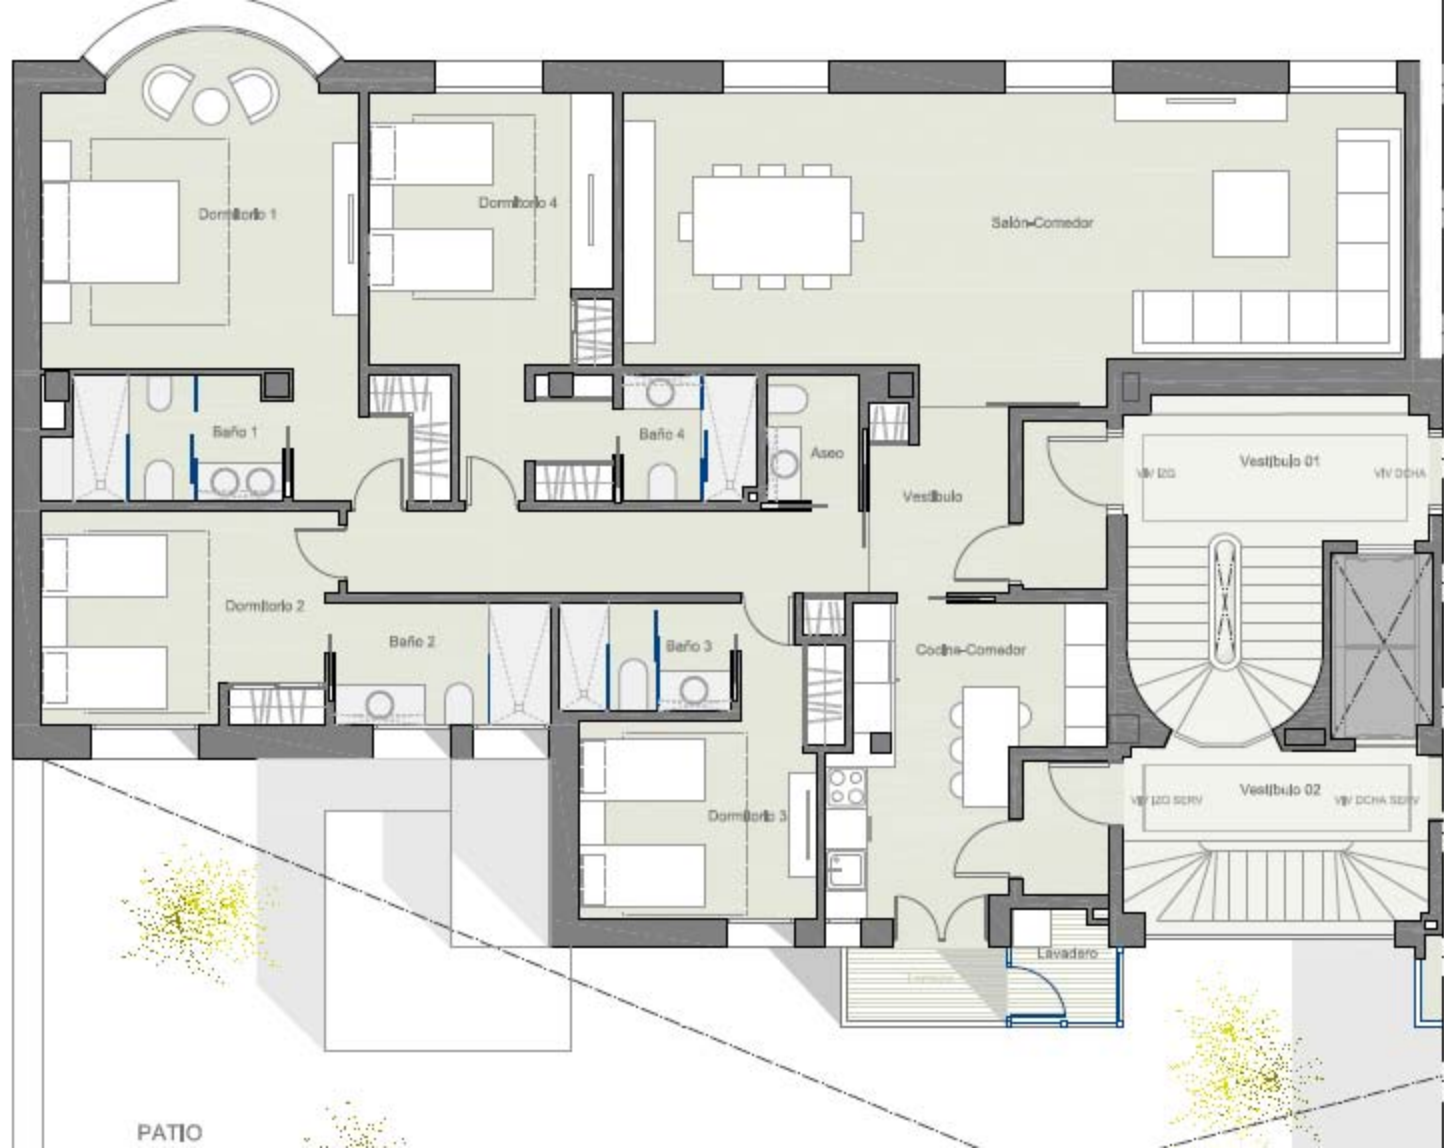 Dormitorio 1
Dormitorio 4
Salón-Comedor
Baño 1
Baño 4
Aseo
Vestíbulo
Vestíbulo 01
VIV IZQ
VIV DCHA
Dormitorio 2
Baño 2
Baño 3
Cocina-Comedor
Dormitorio 3
Vestíbulo 02
VIV IZQ SERV
VIV DCHA SERV
Lavadero
PATIO